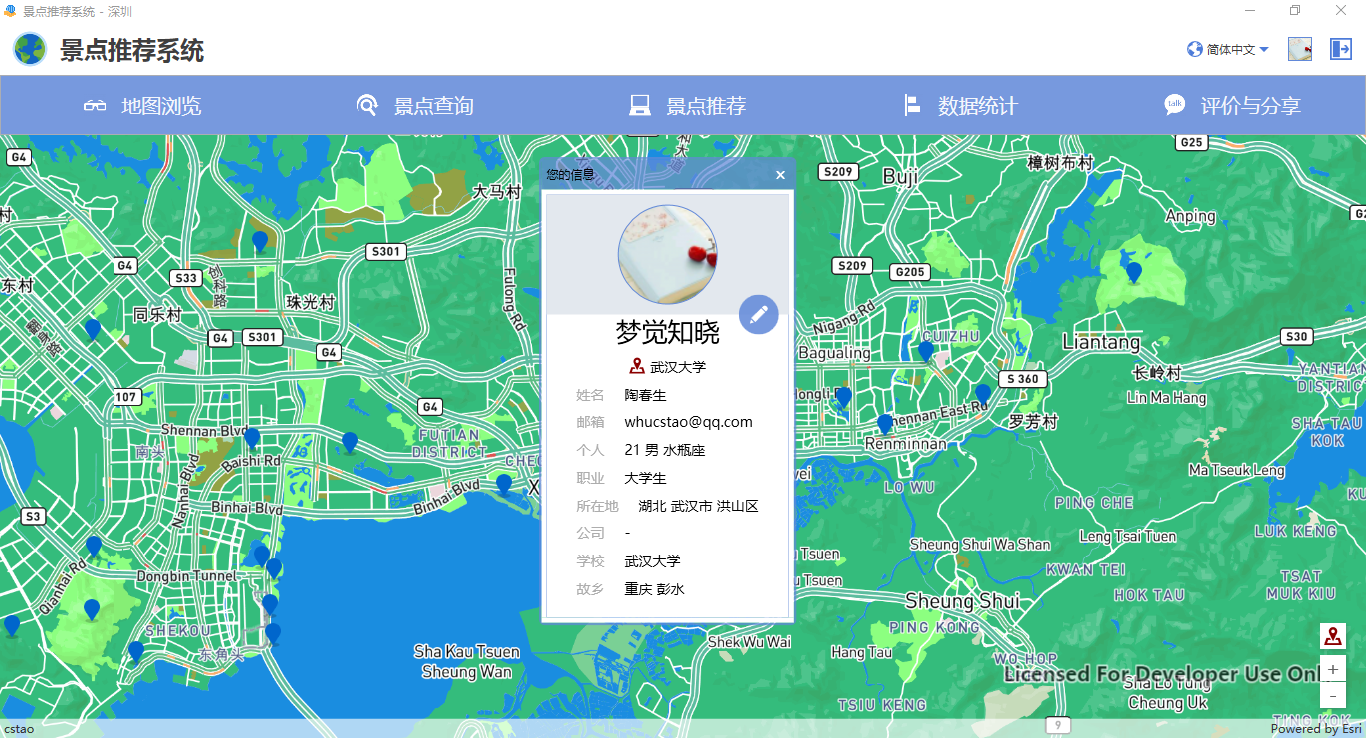 景点推荐系统 - 深圳
景点推荐系统
简体中文
地图浏览
景点查询
景点推荐
数据统计
talk
评价与分享
您的信息
梦觉知晓
武汉大学
姓名 陶春生
邮箱 whucstao@qq.com
个人 21 男 水瓶座
职业 大学生
所在地 湖北 武汉市 洪山区
公司 -
学校 武汉大学
故乡 重庆 彭水
G4
大马村
S301
G4
S33
创科路
珠光村
同乐村
东村
村
Fulong Rd
G4
S301
G4
107
G4
Shennan Blvd
南头
Baishi Rd
FUTIAN
DISTRICT
Nanhai Blvd
Binhai Blvd
Binhai Blvd
S3
Qianhai Rd
Dongbin Tunnel
SHEKOU
东角头
Sha Kau Tsuen
Sheung Wan
S209
Buji
G25
樟树布村
Anping
S209
G205
Nigang Rd
CUIZHU
Bagualing
Liantang
S30
S 360
长岭村
YANTIAN
Lin Ma Hang
Shennan East Rd
罗芳村
SHA TAU
KOK
Renminnan
Ma Tseuk Leng
LO WU
PING CHE
Sheung Shui Wa Shan
Leng Tsai Tuen
LUK KENG
KWAN TEI
HOK TAU
TSAT
MUK KIU
Sheung Shui
PING KONG
Shek Wu Wai
Hang Tau
WO HOP
Licensed For Developer Use Onl
Sha Lo Tung
Cheung Uk
TSIU KENG
TING KOK
9
+
-
cstao
Powered by Esri